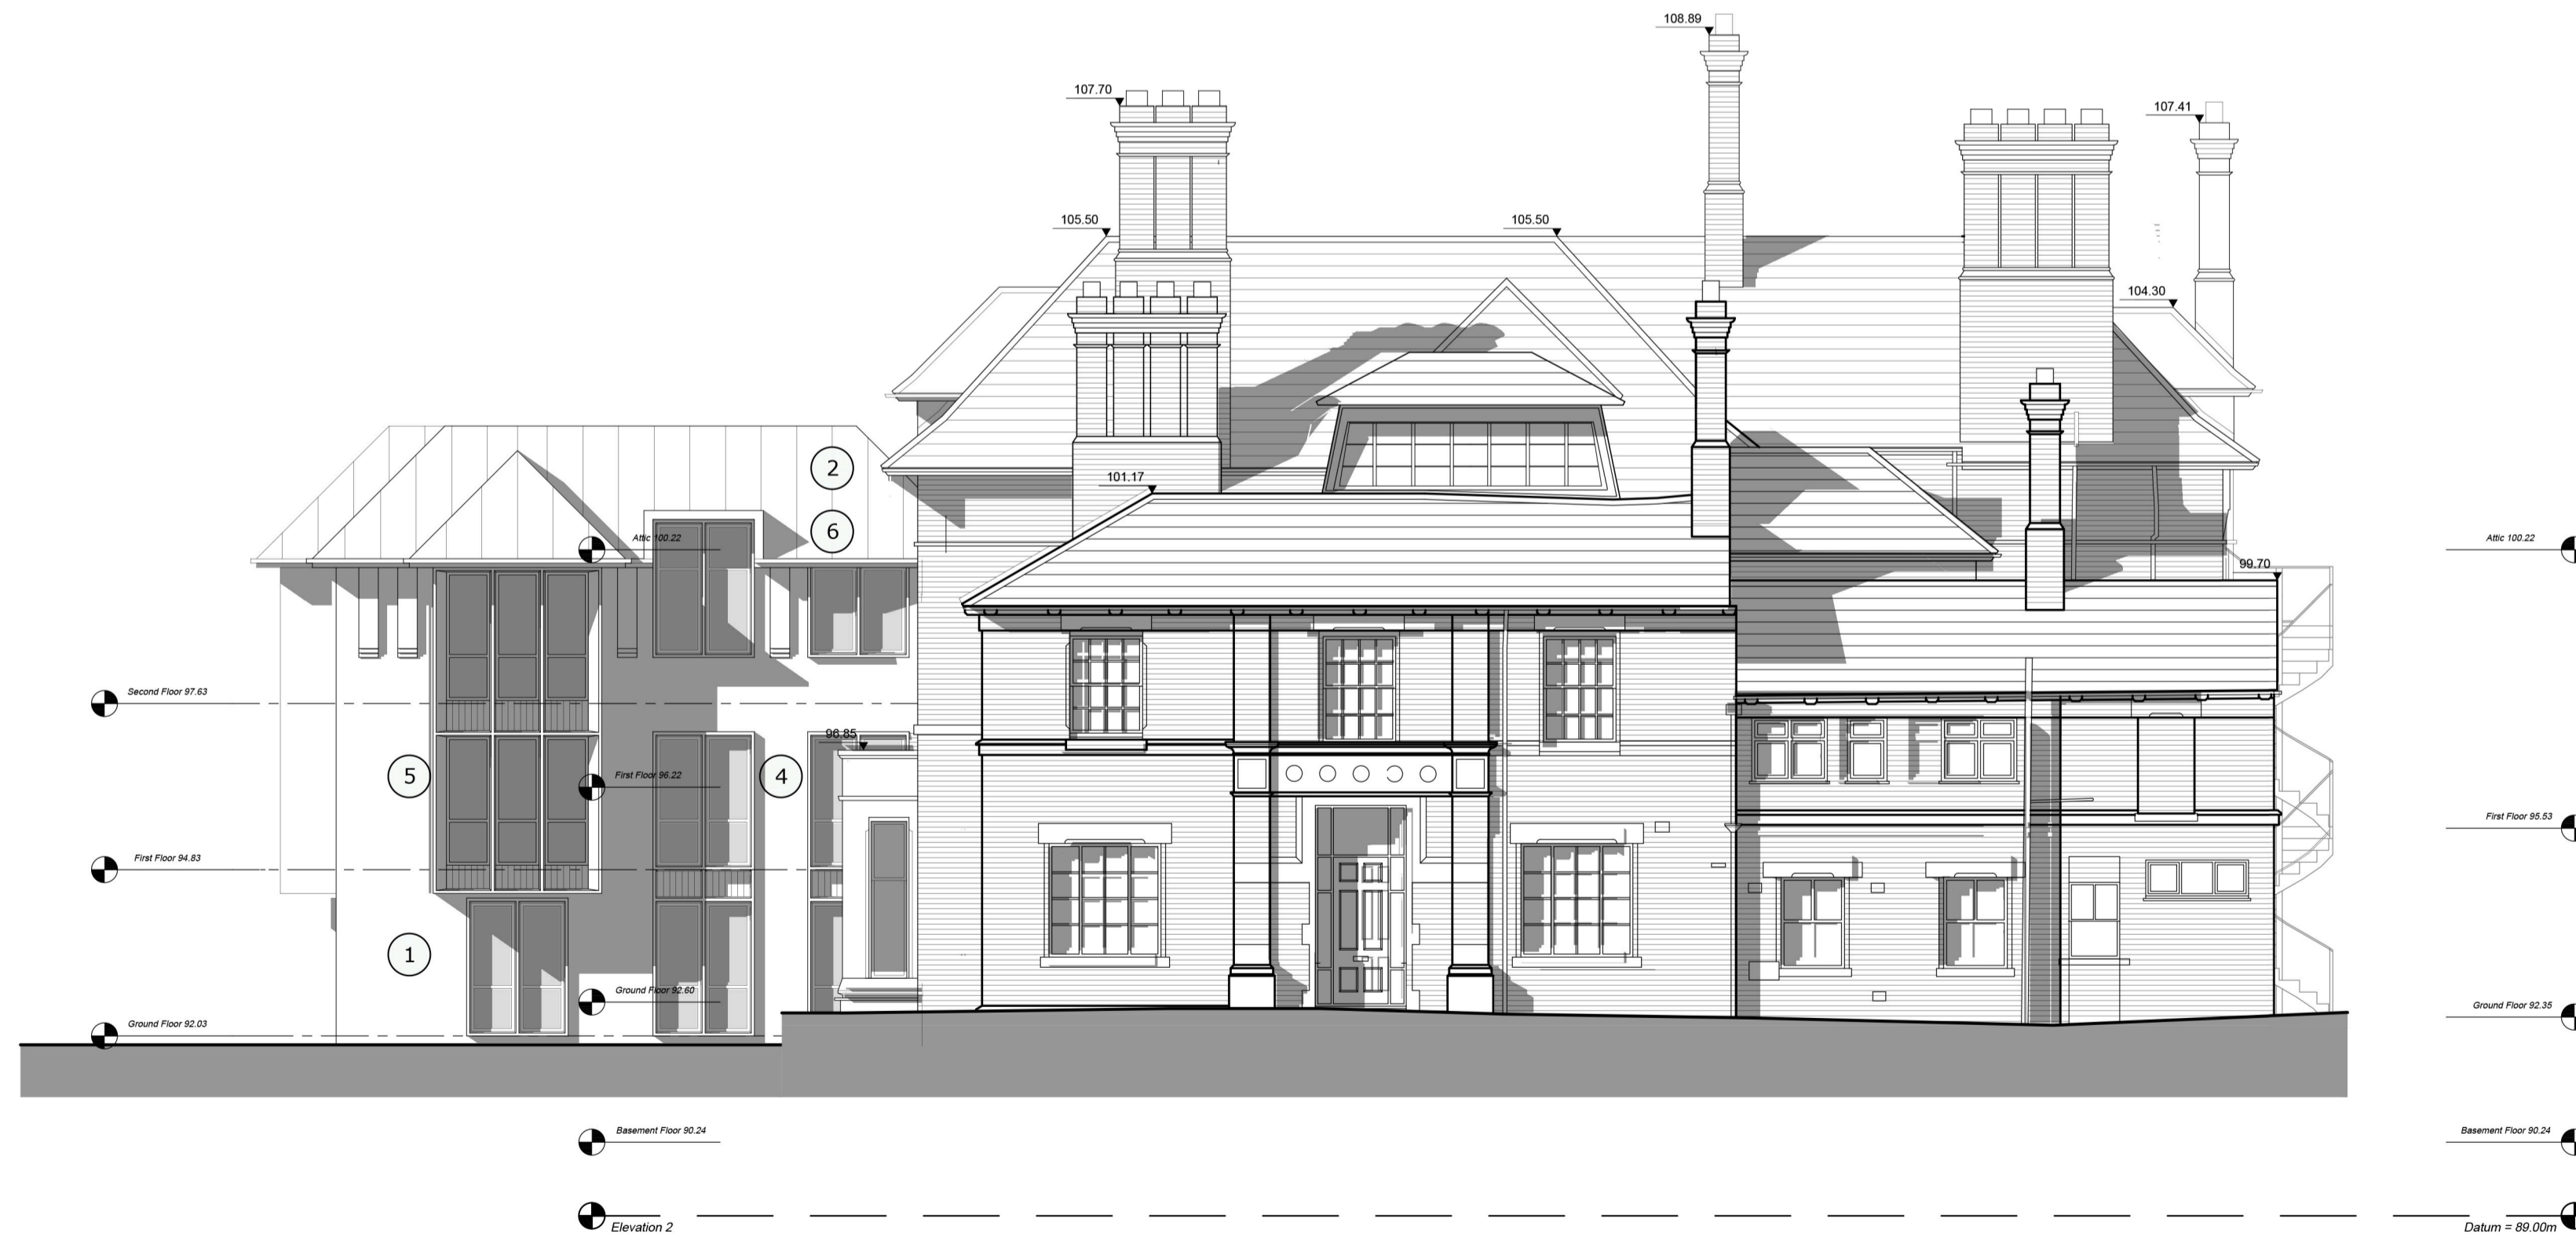 108.89
107.70
107.41
105.50
105.50
104.30
2
101.17
6
Attic 100.22
Attic 100.22
99.70
Second Floor 97.63
96.85
5
First Floor 96.22
4
First Floor 95.53
First Floor 94.83
1
Ground Floor 92.60
Ground Floor 92.35
Ground Floor 92.03
Basement Floor 90.24
Basement Floor 90.24
Elevation 2
Datum = 89.00m